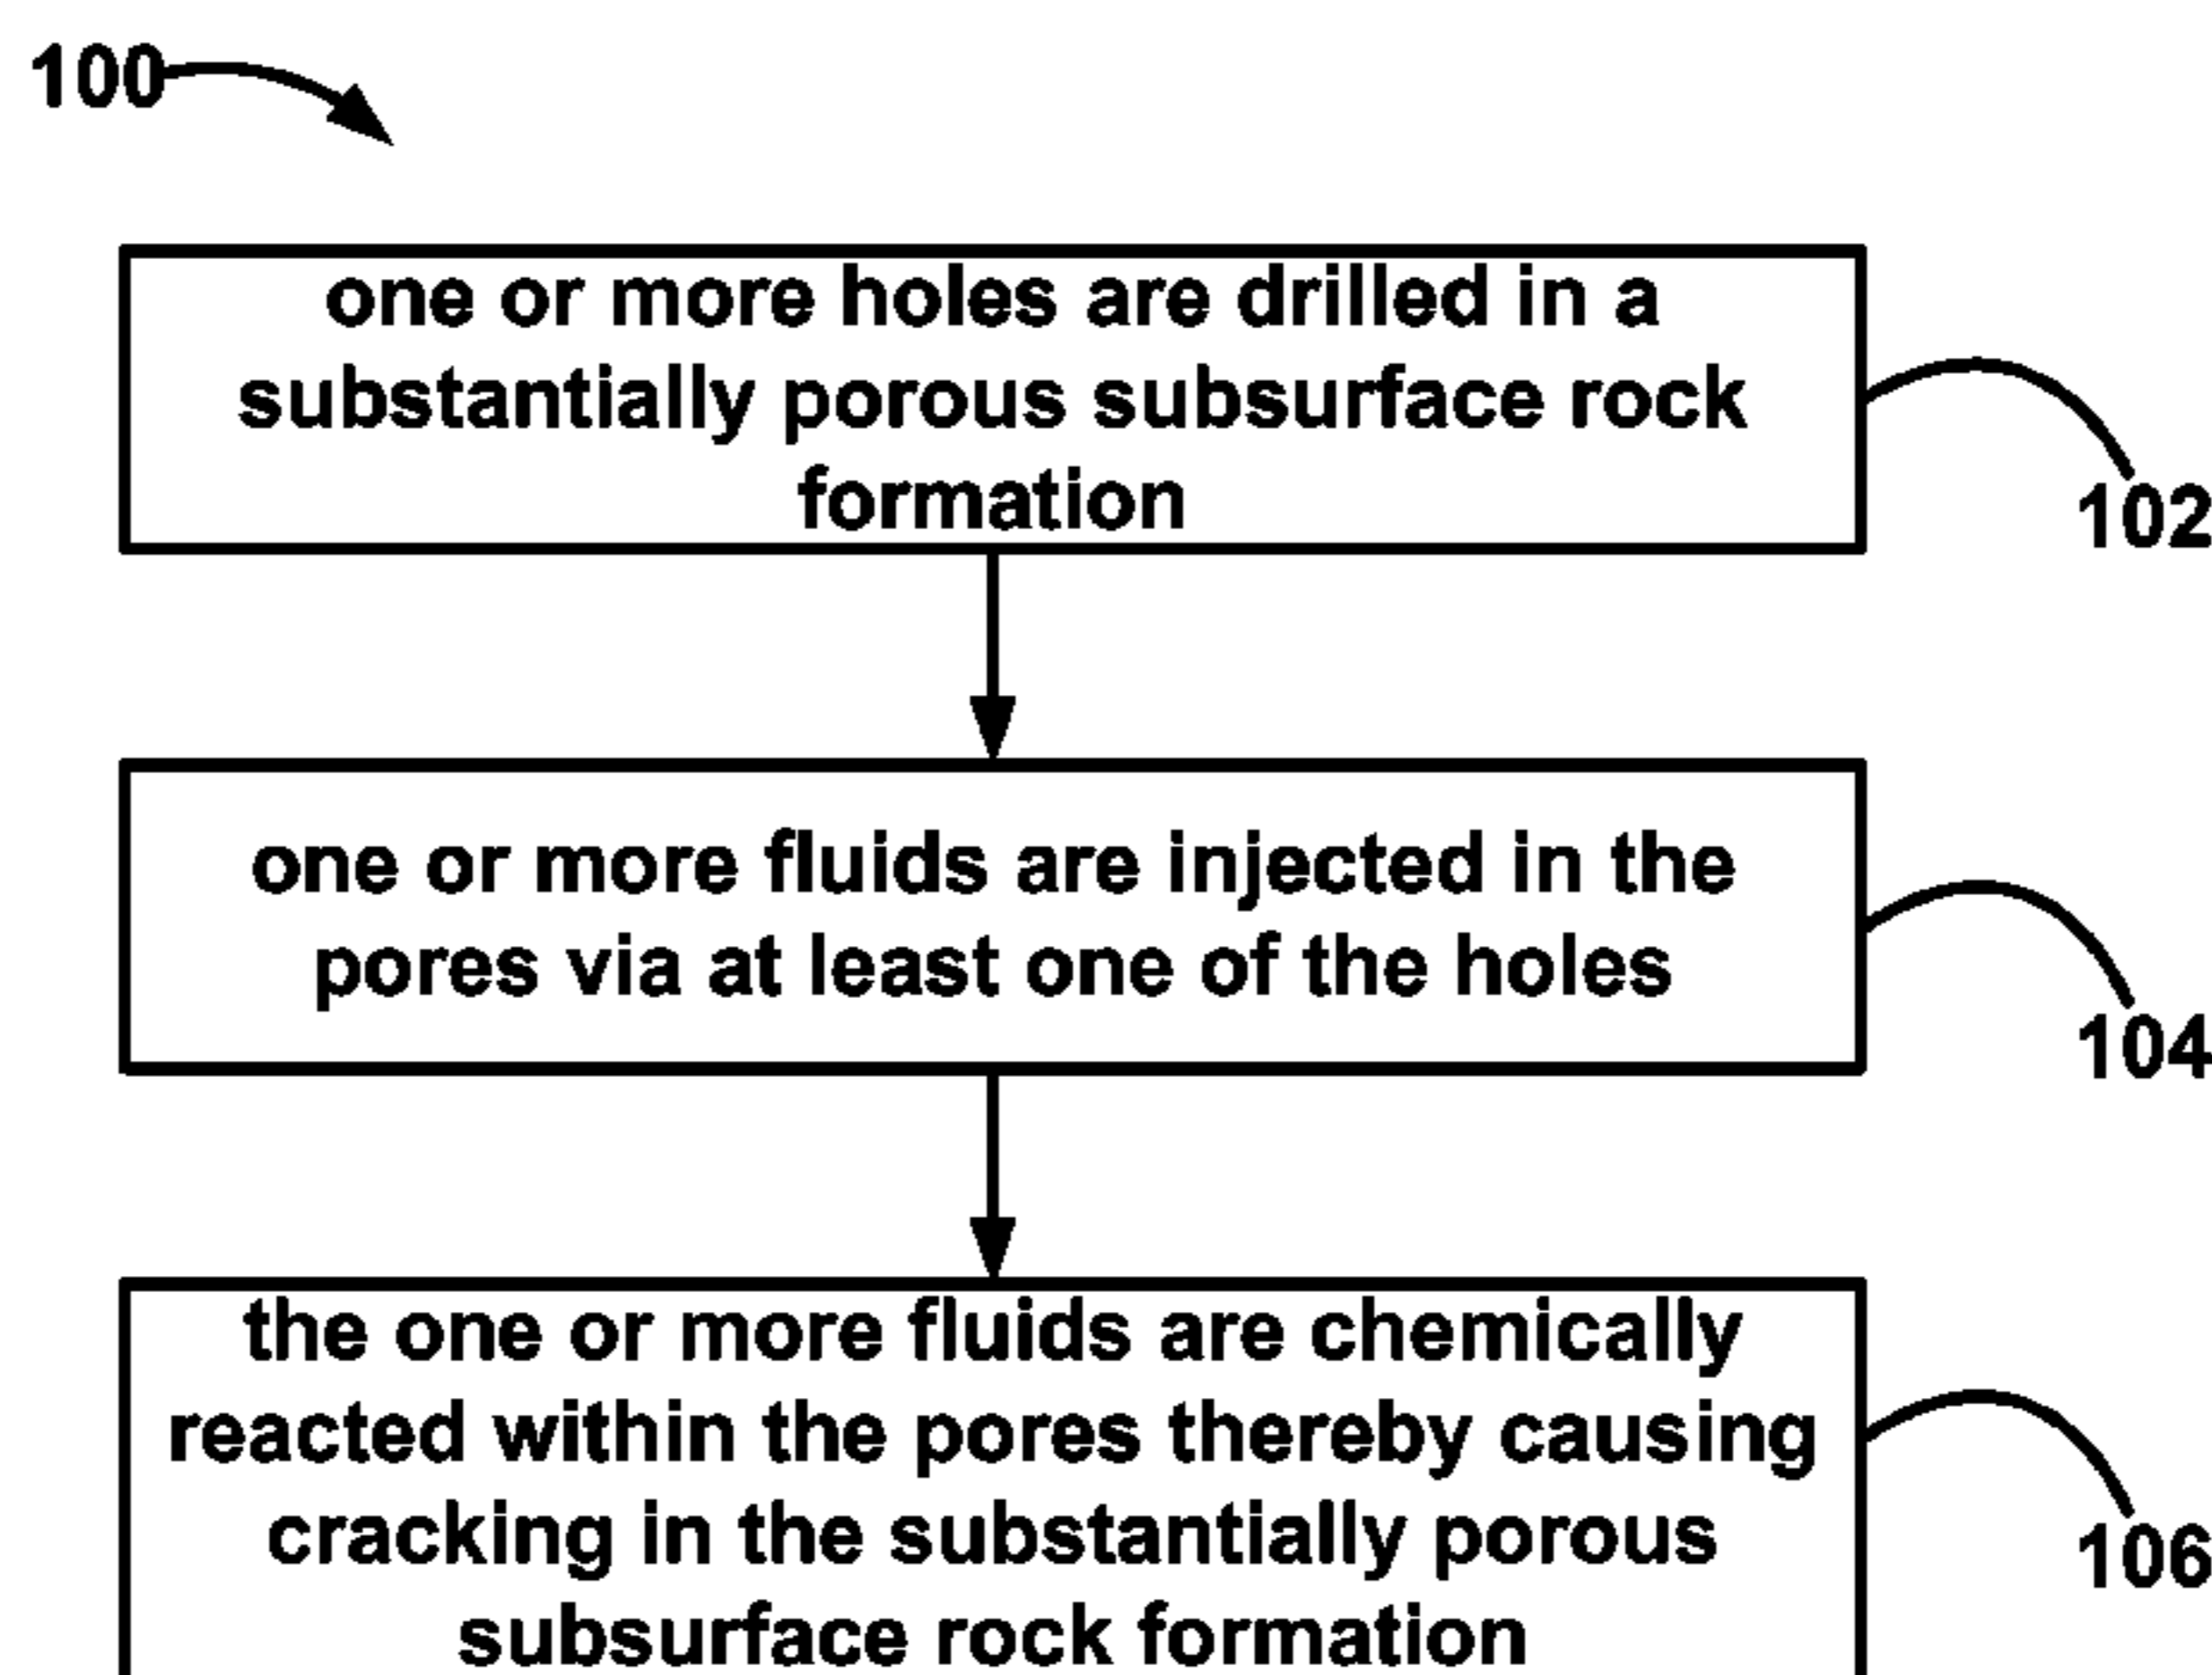 100
one or more holes are drilled in a
substantially porous subsurface rock
formation
102
one or more fluids are injected in the
pores via at least one of the holes
104
the one or more fluids are chemically
reacted within the pores thereby causing
cracking in the substantially porous
subsurface rock formation
106